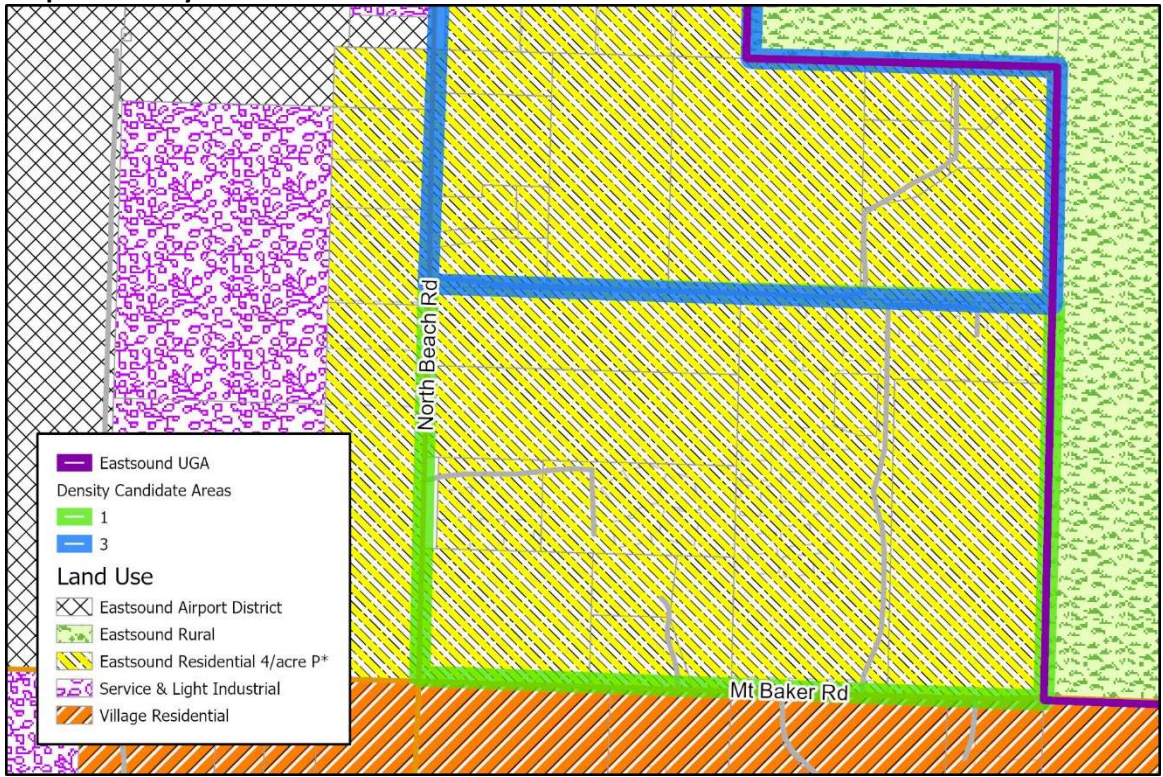 North Beach Rd
Mt Baker Rd
Eastsound UGA
Density Candidate Areas
1
3
Land Use
Eastsound Airport District
Eastsound Rural
Eastsound Residential 4/acre P*
Service & Light Industrial
Village Residential